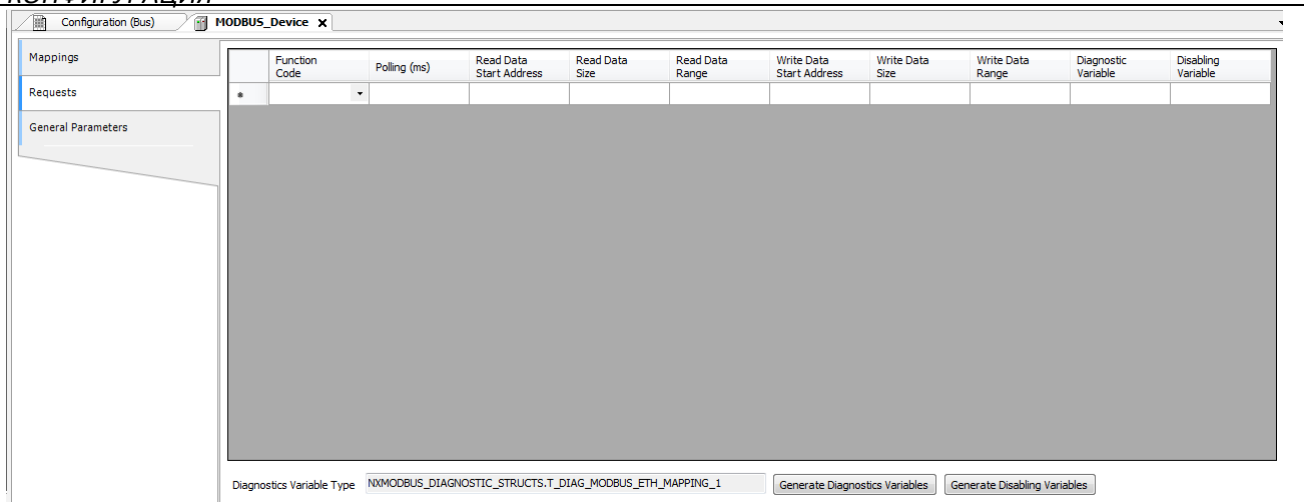 КОНФИГУРАЦИЯ
Configuration (Bus) MODBUS_Device X
Mappings
Requests
General Parameters
Function Code Polling (ms) Read Data Start Address Read Data Size Read Data Range Write Data Start Address Write Data Size Write Data Range Diagnostic Variable Disabling Variable
*
Diagnostics Variable Type NXMODBUS_DIAGNOSTIC_STRUCTS.T_DIAG_MODBUS_ETH_MAPPING_1 Generate Diagnostics Variables Generate Disabling Variables